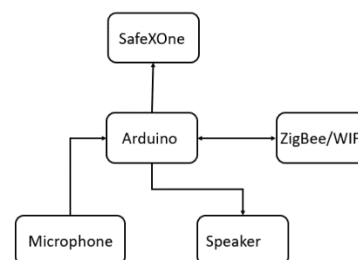 SafeXOne
Arduino
ZigBee/WIF
Microphone
Speaker